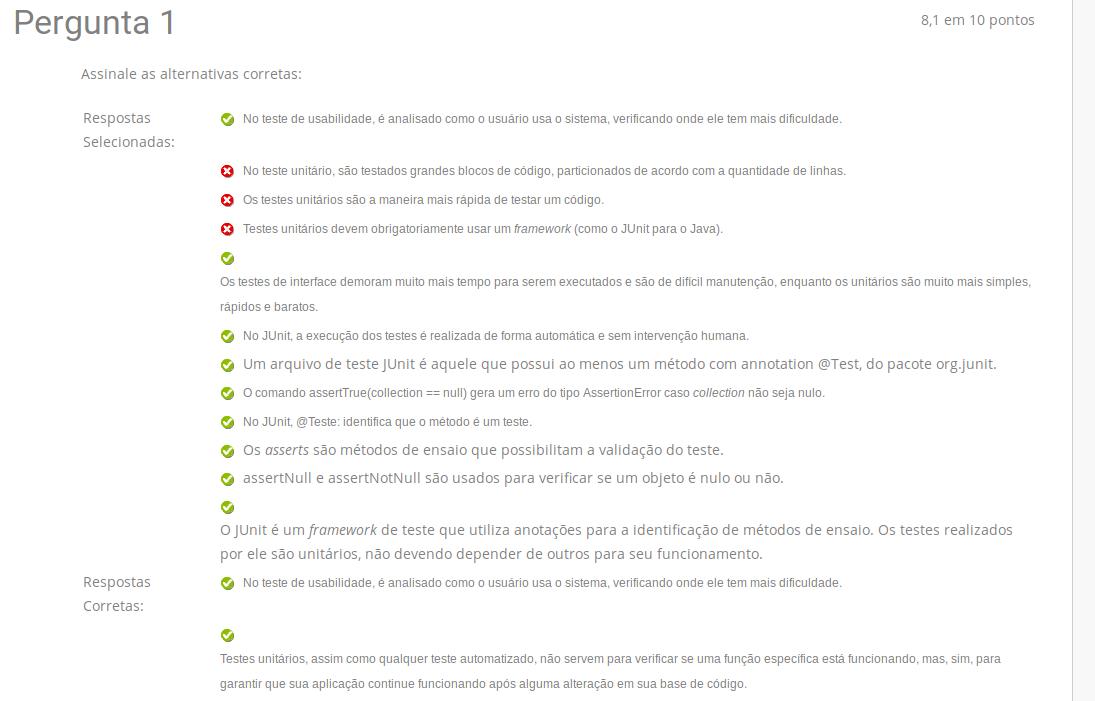 Pergunta 1
8,1 em 10 pontos
Assinale as alternativas corretas:
Respostas
Selecionadas:
No teste de usabilidade, é analisado como o usuário usa o sistema, verificando onde ele tem mais dificuldade.
No teste unitário, são testados grandes blocos de código, particionados de acordo com a quantidade de linhas.
Os testes unitários são a maneira mais rápida de testar um código.
Testes unitários devem obrigatoriamente usar um framework (como o JUnit para o Java).
Os testes de interface demoram muito mais tempo para serem executados e são de difícil manutenção, enquanto os unitários são muito mais simples,
rápidos e baratos.
No JUnit, a execução dos testes é realizada de forma automática e sem intervenção humana.
Um arquivo de teste JUnit é aquele que possui ao menos um método com annotation @Test, do pacote org.junit.
O comando assertTrue(collection == null) gera um erro do tipo AssertionError caso collection não seja nulo.
No JUnit, @Teste: identifica que o método é um teste.
Os asserts são métodos de ensaio que possibilitam a validação do teste.
assertNull e assertNotNull são usados para verificar se um objeto é nulo ou não.
O JUnit é um framework de teste que utiliza anotações para a identificação de métodos de ensaio. Os testes realizados
por ele são unitários, não devendo depender de outros para seu funcionamento.
Respostas
Corretas:
No teste de usabilidade, é analisado como o usuário usa o sistema, verificando onde ele tem mais dificuldade.
Testes unitários, assim como qualquer teste automatizado, não servem para verificar se uma função específica está funcionando, mas, sim, para
garantir que sua aplicação continue funcionando após alguma alteração em sua base de código.